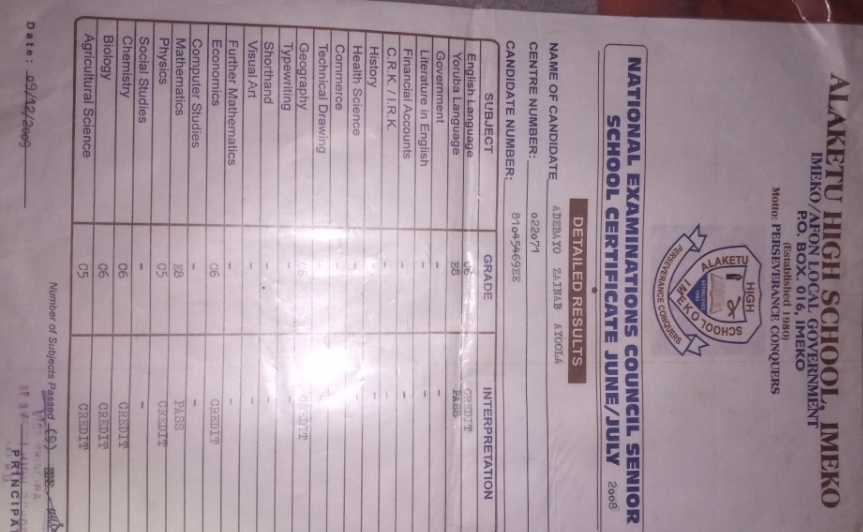 ALAKETU HIGH SCHOOL, IMEKO
IMEKO/AFON LOCAL GOVERNMENT
P.O. BOX, 016, IMEKO
(Established 1980)
Motto: PERSEVERANCE CONQUERS
ALAKETU HIGH SCHOOL IMEKO
PERSEVERANCE CONQUERS
NATIONAL EXAMINATIONS COUNCIL SENIOR
SCHOOL CERTIFICATE JUNE/JULY 2008
DETAILED RESULTS
NAME OF CANDIDATE ADEBAYO ZAINAB AYOOLA
CENTRE NUMBER: 022071
CANDIDATE NUMBER: 81045469EE
SUBJECT GRADE INTERPRETATION
English Language C6 CREDIT
Yoruba Language E8 PASS
Government - -
Literature in English - -
Financial Accounts - -
C.R.K. / I.R.K. - -
History - -
Health Science - -
Commerce - -
Technical Drawing - -
Geography C6 CREDIT
Typewriting - -
Shorthand - -
Visual Art - -
Further Mathematics - -
Economics C6 CREDIT
Computer Studies - -
Mathematics E8 PASS
Physics C5 CREDIT
Social Studies - -
Chemistry C6 CREDIT
Biology C6 CREDIT
Agricultural Science C5 CREDIT
Number of Subjects Passed (9)
Date: 09/12/2009
PRINCIPA